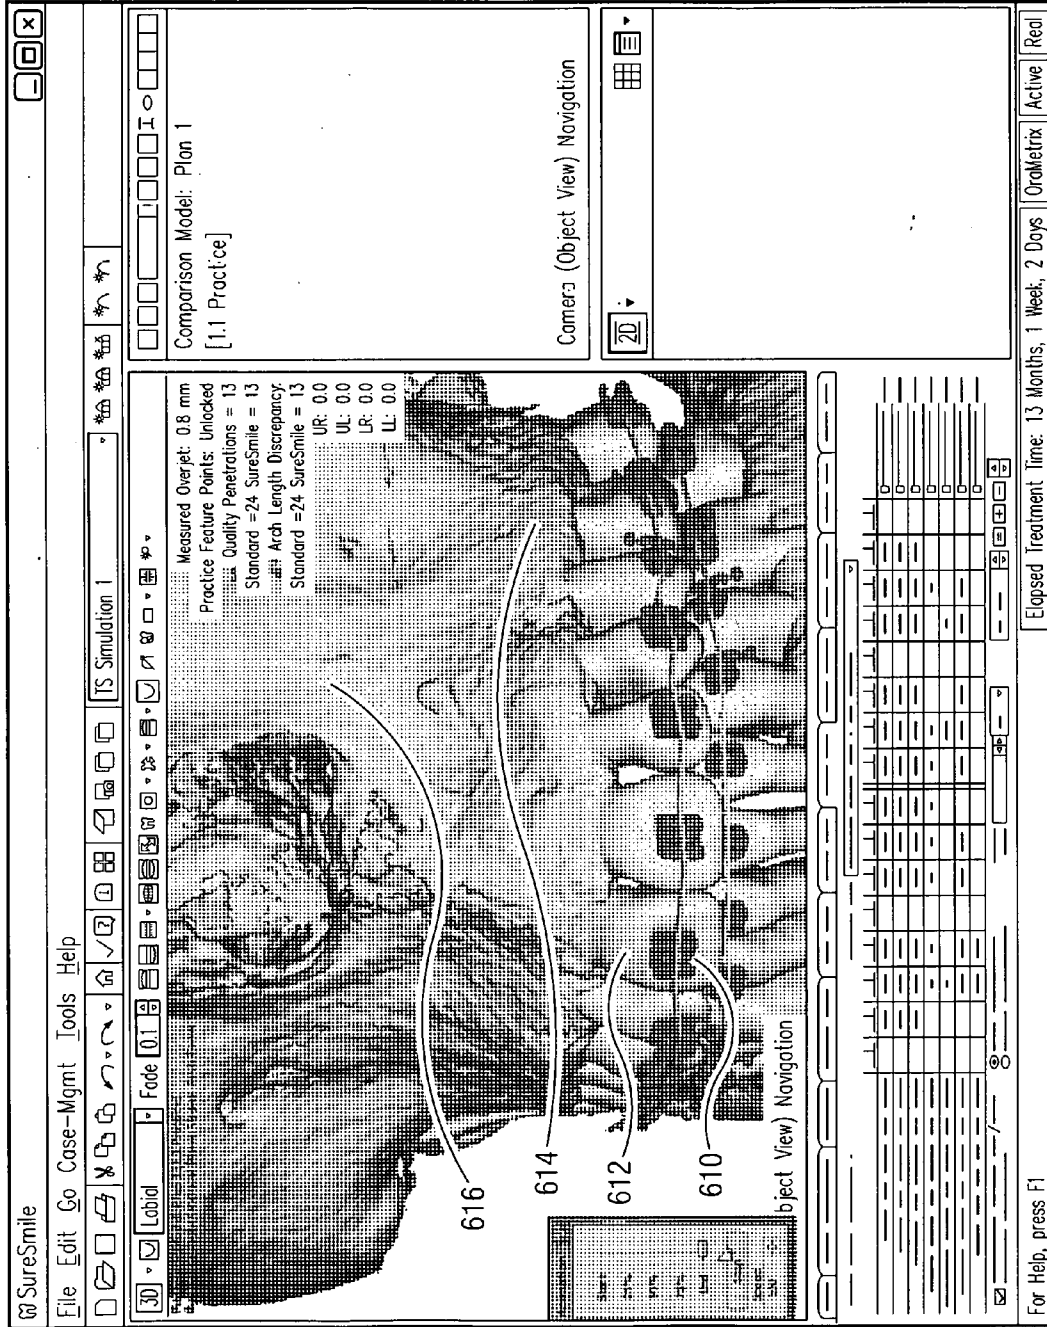 SureSmile
File Edit Go Case-Mgmt Tools Help
TS Simulation 1
3D Labial Fade 0.1
Measured Overjet: 0.8 mm
Practice Feature Points: Unlocked
Quality Penetrations = 13
Standard =24 SureSmile = 13
Arch Length Discrepancy:
Standard =24 SureSmile = 13
UR: 0.0
UL: 0.0
LR: 0.0
LL: 0.0
616
614
612
610
bject View) Navigation
Comparison Model: Plan 1
[1.1 Practice]
Camera (Object View) Navigation
2D
For Help, press F1
Elapsed Treatment Time: 13 Months, 1 Week, 2 Days
OraMetrix
Active
Real